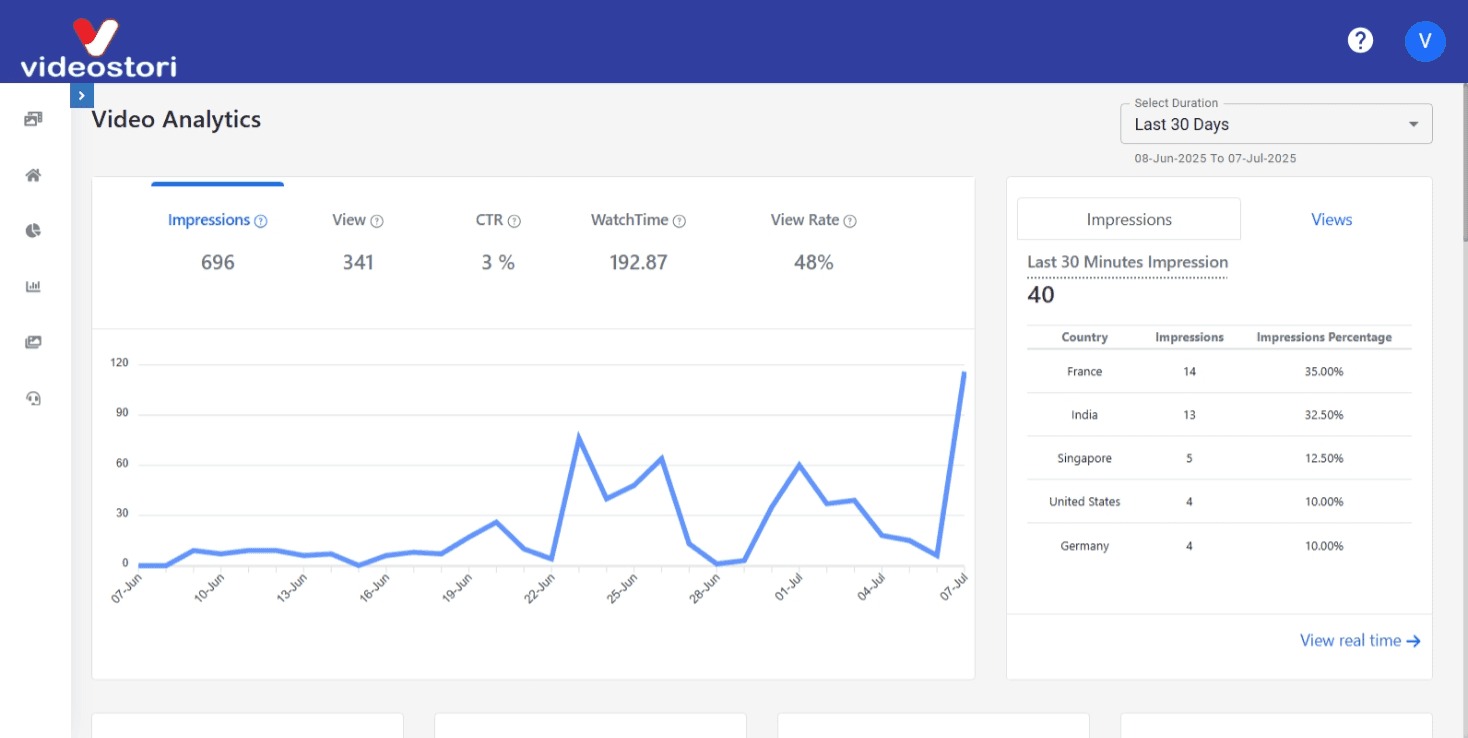 videostori
?
V
Video Analytics
Select Duration
Last 30 Days
08-Jun-2025 To 07-Jul-2025
Impressions ?
View ?
CTR ?
WatchTime ?
View Rate ?
696
341
3 %
192.87
48%
120
90
60
30
0
07-Jun
10-Jun
13-Jun
16-Jun
19-Jun
22-Jun
25-Jun
28-Jun
01-Jul
04-Jul
07-Jul
Impressions
Views
Last 30 Minutes Impression
40
Country Impressions Impressions Percentage
France 14 35.00%
India 13 32.50%
Singapore 5 12.50%
United States 4 10.00%
Germany 4 10.00%
View real time